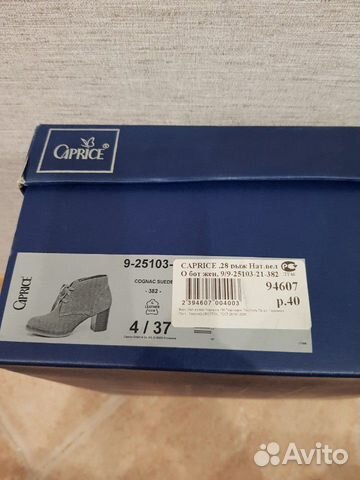 CAPRICE
9-25103-
COGNAC SUEDE
- 382 -
CAPRICE
LEATHER
4 / 37
CAPRICE .28 рыж Нат.вел
О бот жен. 9/9-25103-21-382
94607
2 394607 004003
р.40
Avito